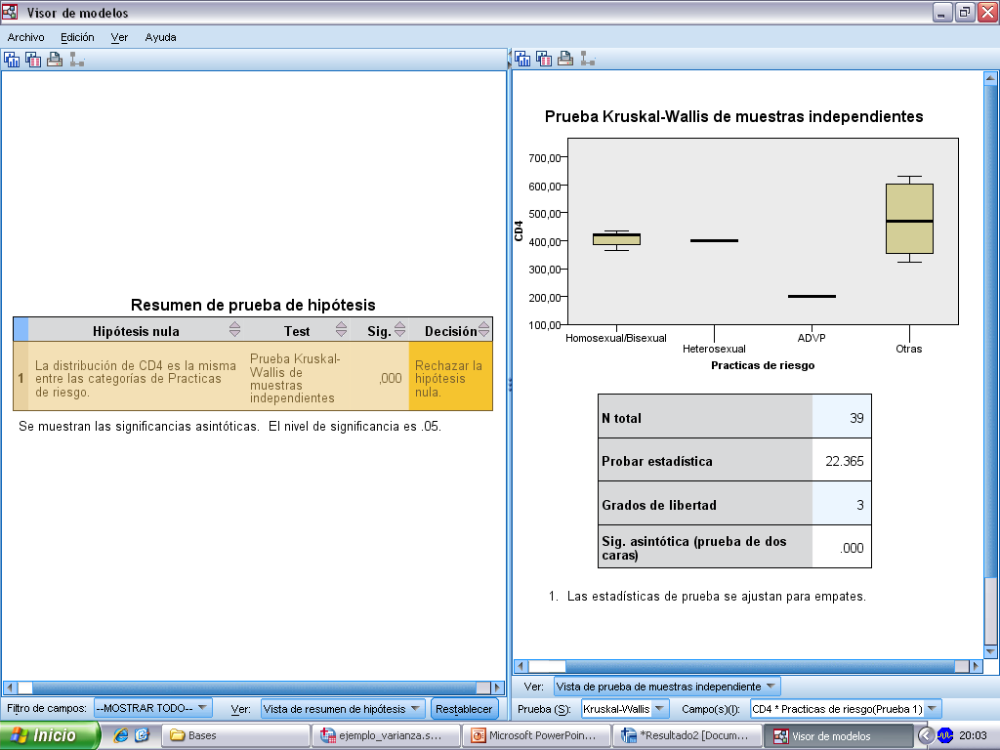 Visor de modelos
Archivo Edición Ver Ayuda
Resumen de prueba de hipótesis
Hipótesis nula Test Sig. Decisión
1 La distribución de CD4 es la misma entre las categorías de Practicas de riesgo. Prueba Kruskal-Wallis de muestras independientes ,000 Rechazar la hipótesis nula.
Se muestran las significancias asintóticas. El nivel de significancia es .05.
Filtro de campos: --MOSTRAR TODO-- Ver: Vista de resumen de hipótesis Restablecer
Prueba Kruskal-Wallis de muestras independientes
700,00
600,00
500,00
400,00
300,00
200,00
100,00
CD4
Homosexual/Bisexual
Heterosexual
ADVP
Otras
Practicas de riesgo
N total 39
Probar estadística 22.365
Grados de libertad 3
Sig. asintótica (prueba de dos
caras) .000
1. Las estadísticas de prueba se ajustan para empates.
Ver: Vista de prueba de muestras independiente
Prueba (S): Kruskal-Wallis Campo(s)(I): CD4 * Practicas de riesgo(Prueba 1)
Inicio Bases ejemplo_varianza.s... Microsoft PowerPoin... *Resultado2 [Docum... Visor de modelos 20:03